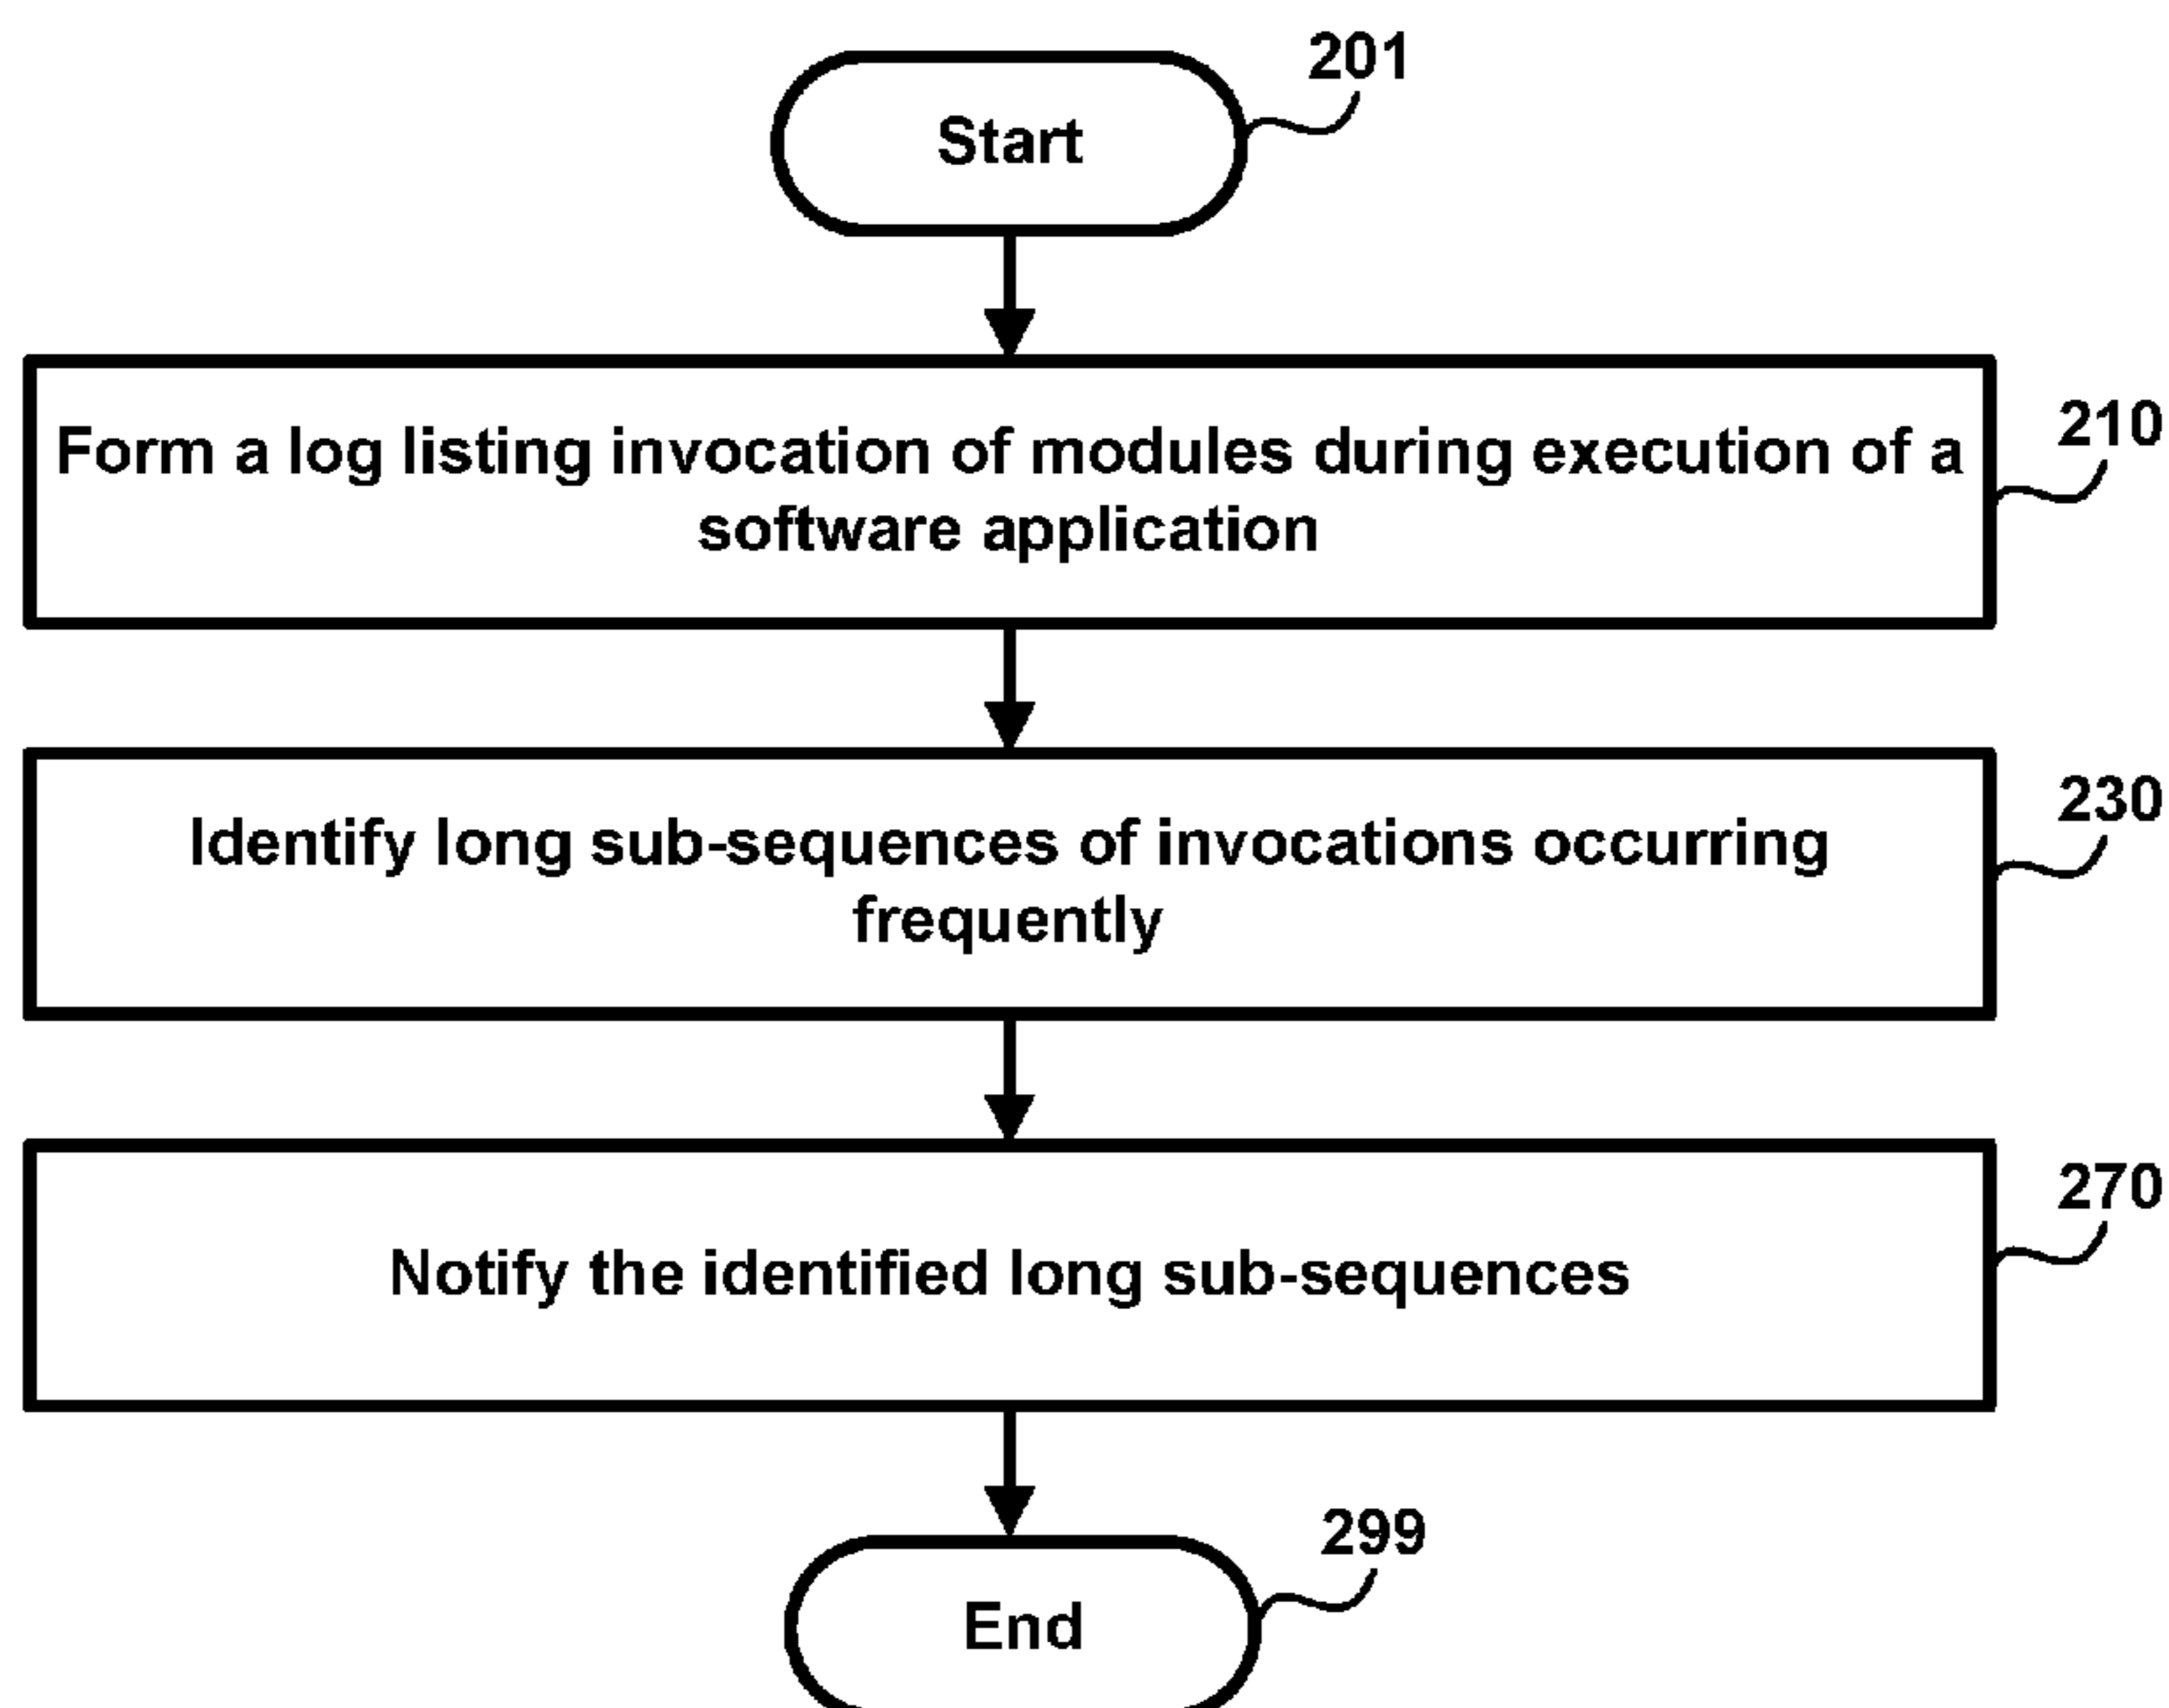 201
Start
Form a log listing invocation of modules during execution of a
software application
210
Identify long sub-sequences of invocations occurring
frequently
230
Notify the identified long sub-sequences
270
299
End